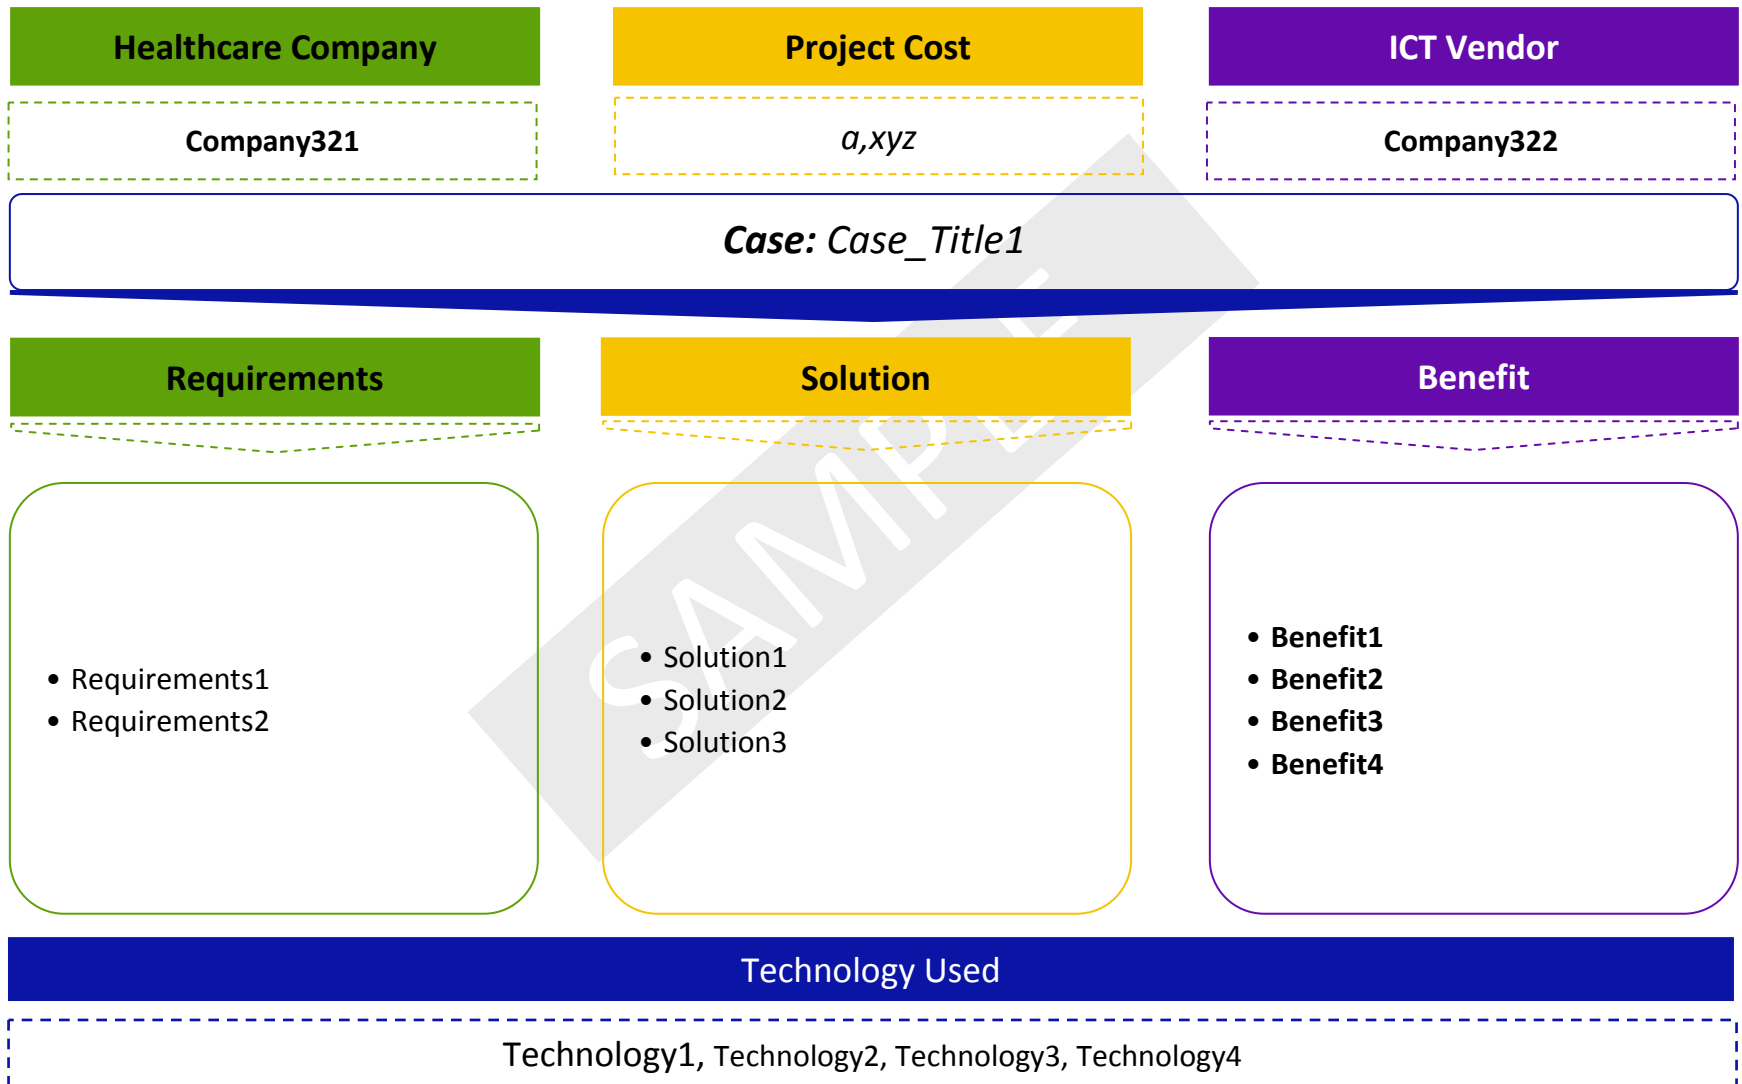 Healthcare Company
Project Cost
ICT Vendor
Company321
a,xyz
Company322
Case: Case_Title1
Requirements
Solution
Benefit
• Requirements1
• Requirements2
• Solution1
• Solution2
• Solution3
• Benefit1
• Benefit2
• Benefit3
• Benefit4
SAMPLE
Technology Used
Technology1, Technology2, Technology3, Technology4